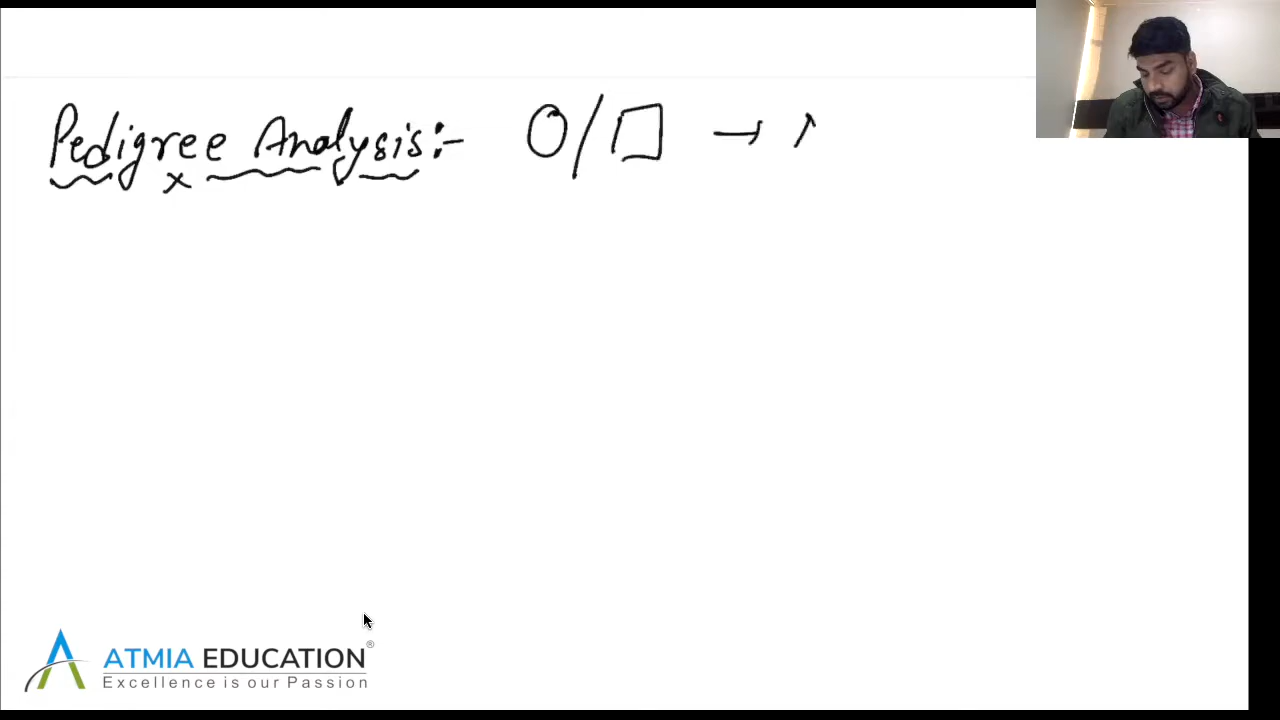 Pedigree Analysis:-
ATMIA EDUCATION®
Excellence is our Passion